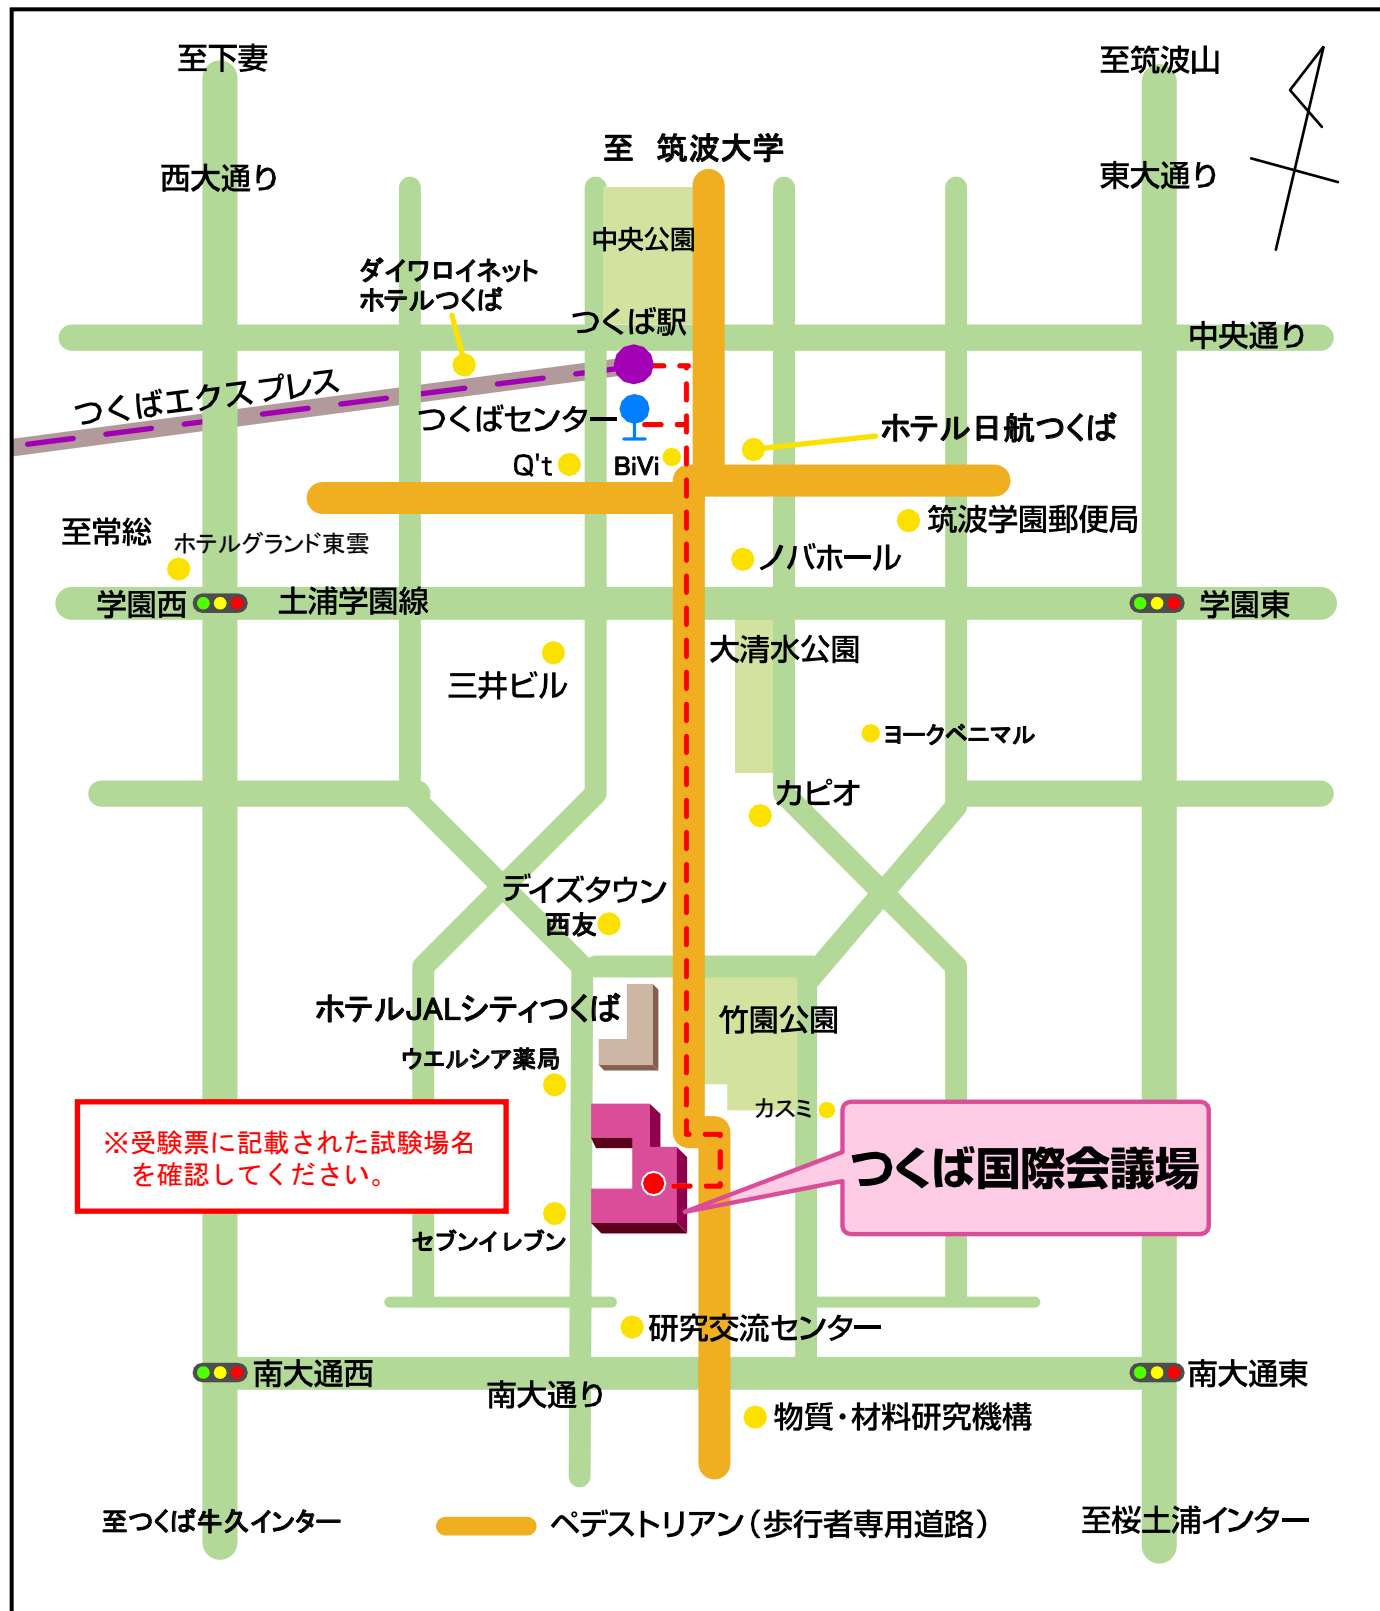 至下妻
至筑波山
至 筑波大学
西大通り
東大通り
中央公園
ダイワロイネット
ホテルつくば
つくば駅
中央通り
つくばエクスプレス
つくばセンター
ホテル日航つくば
Q't
BiVi
筑波学園郵便局
至常総
ホテルグランド東雲
ノバホール
学園西
土浦学園線
学園東
大清水公園
三井ビル
ヨークベニマル
カピオ
デイズタウン
西友
ホテルJALシティつくば
竹園公園
ウエルシア薬局
カスミ
※受験票に記載された試験場名
を確認してください。
つくば国際会議場
セブンイレブン
研究交流センター
南大通西
南大通り
南大通東
物質・材料研究機構
至つくば牛久インター
ペデストリアン(歩行者専用道路)
至桜土浦インター